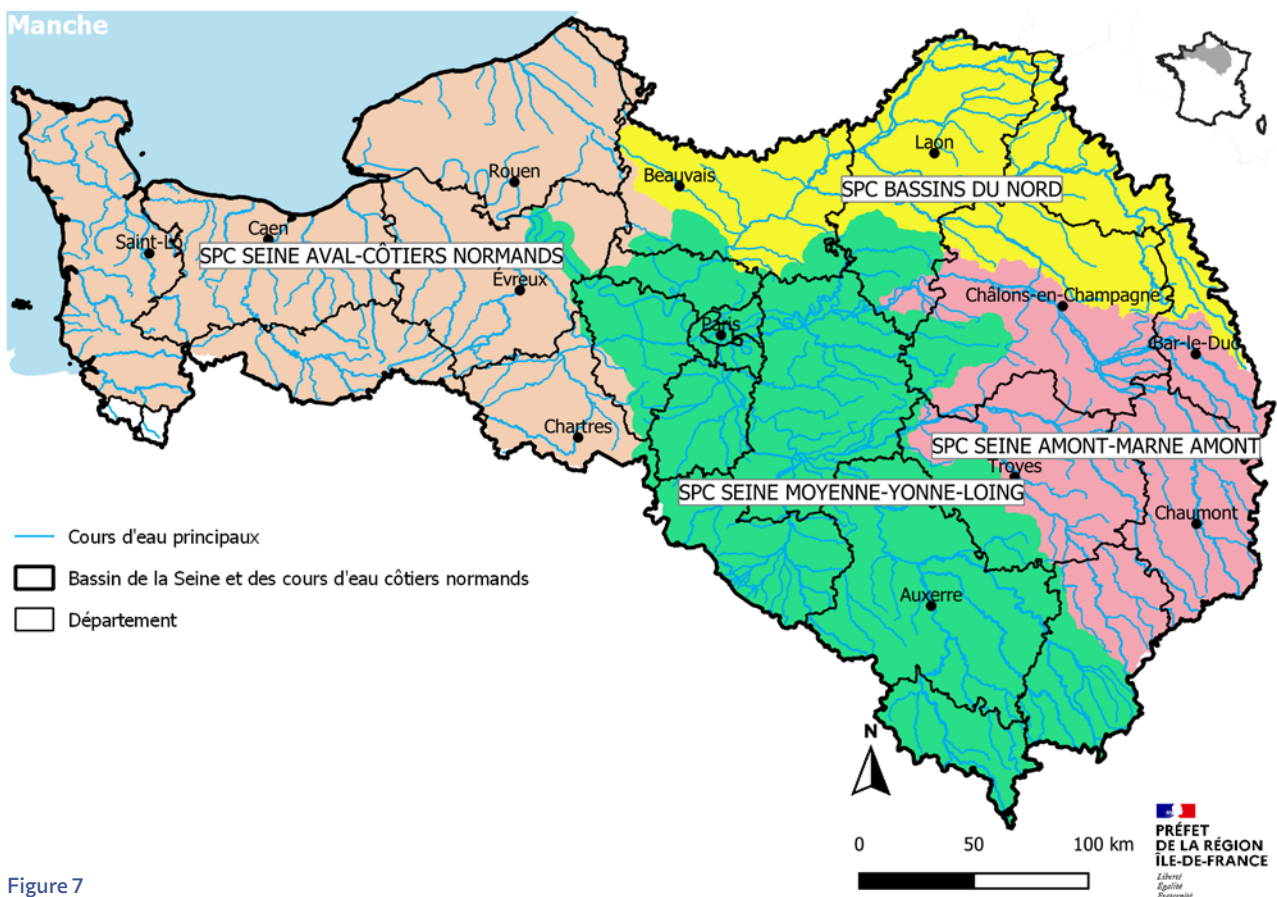 Manche
Laon
Rouen
Beauvais
SPC BASSINS DU NORD
Caen
Saint-Lô
SPC SEINE AVAL-CÔTIERS NORMANDS
Évreux
Châlons-en-Champagne
Paris
Bar-le-Duc
Chartres
SPC SEINE AMONT-MARNE AMONT
Troyes
SPC SEINE MOYENNE-YONNE-LOING
Chaumont
Cours d'eau principaux
Bassin de la Seine et des cours d'eau côtiers normands
Département
Auxerre
N
0 50 100 km
PRÉFET
DE LA RÉGION
ÎLE-DE-FRANCE
Liberté
Égalité
Fraternité
Figure 7